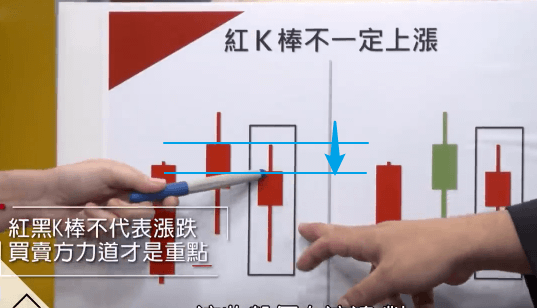 紅K棒不一定上漲
紅黑K棒不代表漲跌
買賣方力道才是重點